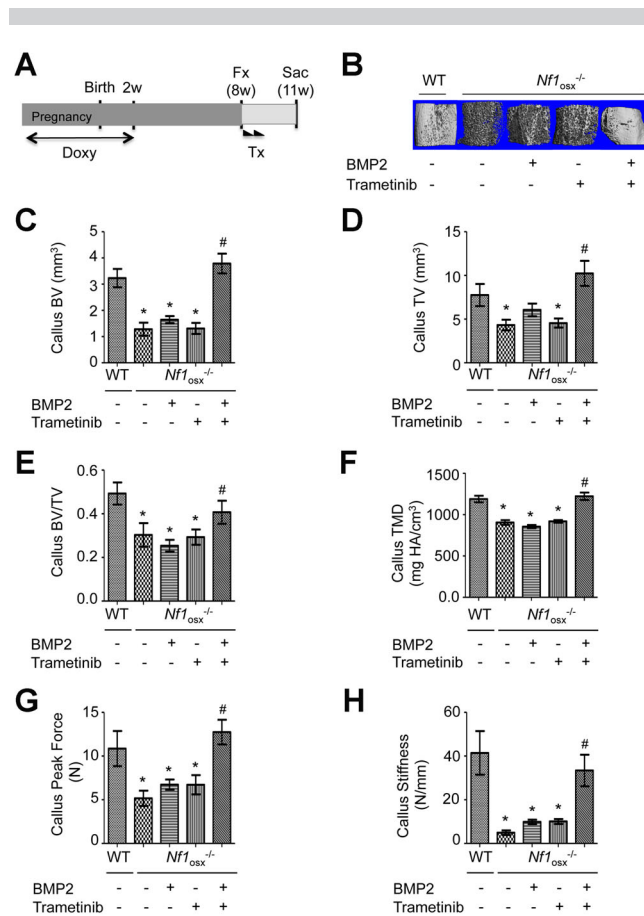 A
Fx Sac
Birth 2w (8w) (11w)
Pregnancy
Doxy Tx
B
WT Nf1osx-/-
BMP2 - - + - +
Trametinib - - - + +
C
Callus BV (mm3)
5
4
3
2
1
0
* * * #
WT Nf1osx-/-
BMP2 - - + - +
Trametinib - - - + +
D
Callus TV (mm3)
15
10
5
0
* * #
WT Nf1osx-/-
BMP2 - - + - +
Trametinib - - - + +
E
Callus BV/TV
0.6
0.4
0.2
0.0
* * * #
WT Nf1osx-/-
BMP2 - - + - +
Trametinib - - - + +
F
Callus TMD
(mg HA/cm3)
1500
1000
500
0
* * * #
WT Nf1osx-/-
BMP2 - - + - +
Trametinib - - - + +
G
Callus Peak Force
(N)
15
10
5
0
* * * #
WT Nf1osx-/-
BMP2 - - + - +
Trametinib - - - + +
H
Callus Stiffness
(N/mm)
60
40
20
0
* * * #
WT Nf1osx-/-
BMP2 - - + - +
Trametinib - - - + +